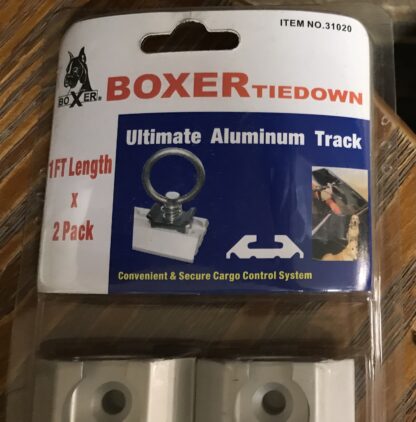 ITEM NO.31020
BOXER®
BOXER TIEDOWN
Ultimate Aluminum Track
1FT Length
X
2 Pack
Convenient & Secure Cargo Control System